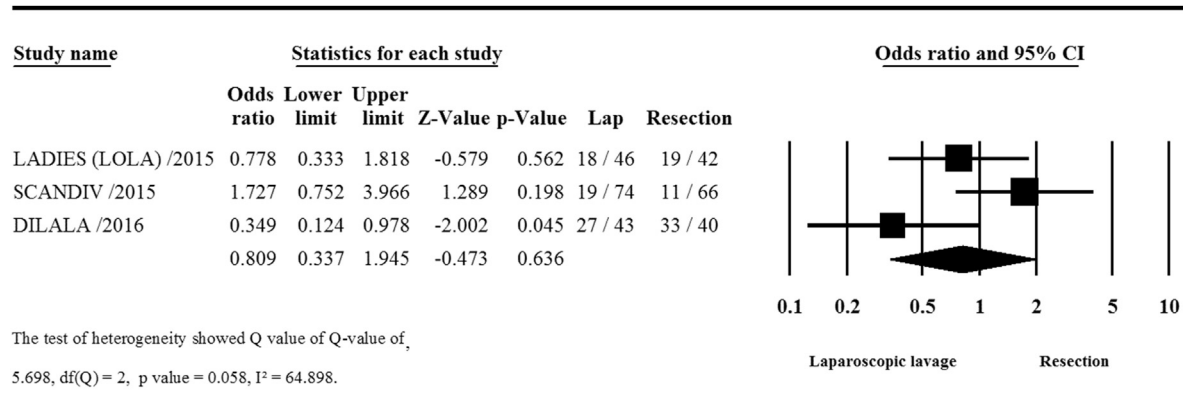 Study name Statistics for each study Odds ratio and 95% CI
Odds Lower Upper
ratio limit limit Z-Value p-Value Lap Resection
LADIES (LOLA) /2015 0.778 0.333 1.818 -0.579 0.562 18 / 46 19 / 42
SCANDIV /2015 1.727 0.752 3.966 1.289 0.198 19 / 74 11 / 66
DILALA /2016 0.349 0.124 0.978 -2.002 0.045 27 / 43 33 / 40
0.809 0.337 1.945 -0.473 0.636
0.1 0.2 0.5 1 2 5 10
The test of heterogeneity showed Q value of Q-value of,
5.698, df(Q) = 2, p value = 0.058, I² = 64.898.
Laparoscopic lavage Resection